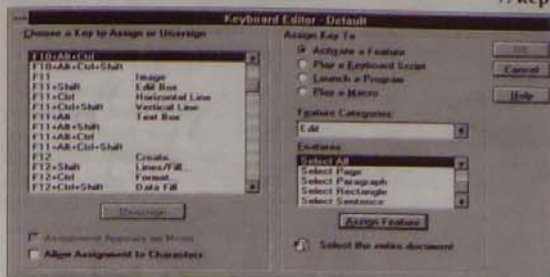 Keyboard Editor - Default
Choose a Key to Assign or Unassign
F10+Alt+Ctrl
F10+Alt+Ctrl+Shift
F11 Image
F11+Shift Edit Box
F11+Ctrl Horizontal Line
F11+Ctrl+Shift Vertical Line
F11+Alt Text Box
F11+Alt+Shift
F11+Alt+Ctrl
F11+Alt+Ctrl+Shift
F12 Create...
F12+Shift Lines/Fill...
F12+Ctrl Format...
F12+Ctrl+Shift Data Fill
Unassign
Assignment Appears on Menu
Allow Assignment to Characters
Assign Key To
Activate a Feature
Play a Keyboard Script
Launch a Program
Play a Macro
Feature Categories:
Edit
Features:
Select All
Select Page
Select Paragraph
Select Rectangle
Select Sentence
Assign Feature
Select the entire document
OK
Cancel
Help